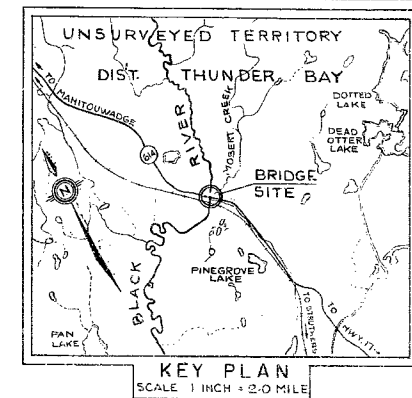 UNSURVEYED TERRITORY
DIST. THUNDER BAY
TO MANITOUWADGE
614
RIVER
MOBERT CREEK
DOTTED
LAKE
DEAD
OTTER
LAKE
BRIDGE
SITE
N
BLACK
PINEGROVE
LAKE
PAN
LAKE
TO STRUTHERS
TO HWY. 17
KEY PLAN
SCALE 1 INCH = 2.0 MILE